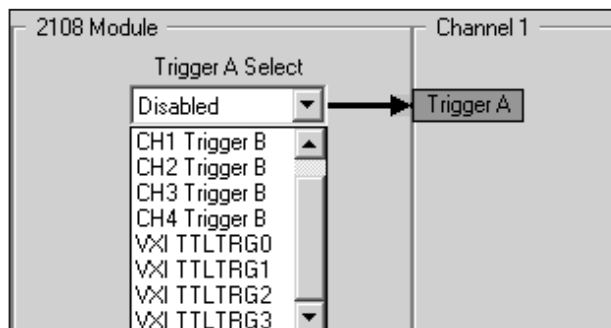 2108 Module
Channel 1
Trigger A Select
Disabled
Trigger A
CH1 Trigger B
CH2 Trigger B
CH3 Trigger B
CH4 Trigger B
VXI TTLTRG0
VXI TTLTRG1
VXI TTLTRG2
VXI TTLTRG3